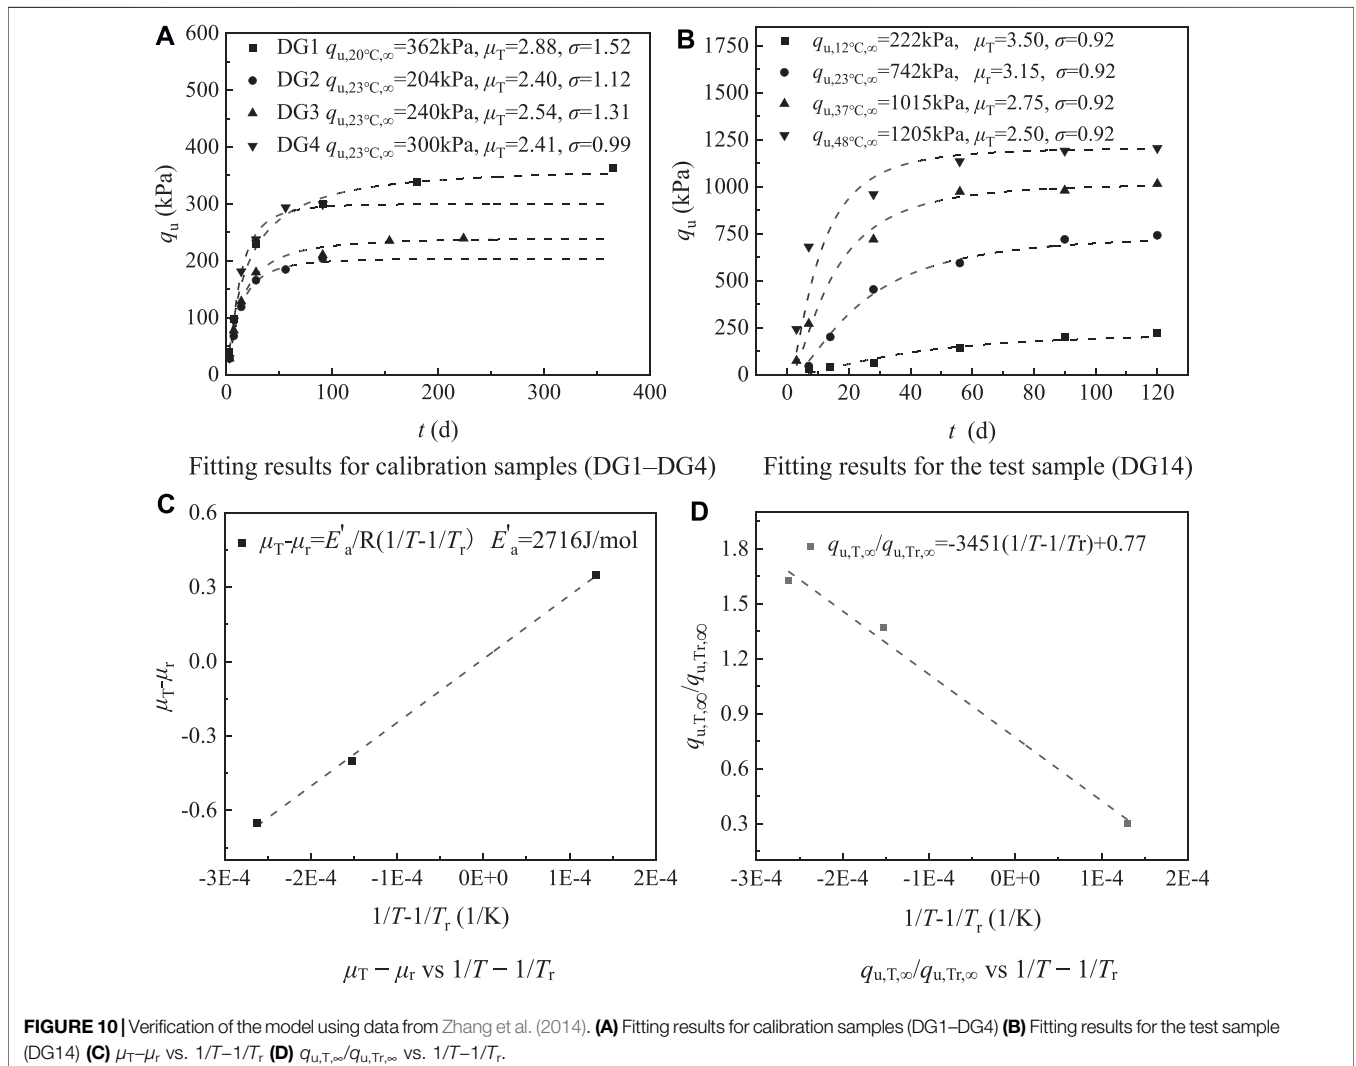 A
DG1 q_u,20°C,∞=362kPa, μ_T=2.88, σ=1.52
DG2 q_u,23°C,∞=204kPa, μ_T=2.40, σ=1.12
DG3 q_u,23°C,∞=240kPa, μ_T=2.54, σ=1.31
DG4 q_u,23°C,∞=300kPa, μ_T=2.41, σ=0.99
600
500
400
300
200
100
0
q_u (kPa)
0 100 200 300 400
t (d)
Fitting results for calibration samples (DG1–DG4)
B
q_u,12°C,∞=222kPa, μ_T=3.50, σ=0.92
q_u,23°C,∞=742kPa, μ_r=3.15, σ=0.92
q_u,37°C,∞=1015kPa, μ_T=2.75, σ=0.92
q_u,48°C,∞=1205kPa, μ_T=2.50, σ=0.92
1750
1500
1250
1000
750
500
250
0
q_u (kPa)
0 20 40 60 80 100 120
t (d)
Fitting results for the test sample (DG14)
C
μ_T-μ_r=E'_a/R(1/T-1/T_r) E'_a=2716J/mol
0.6
0.3
0.0
-0.3
-0.6
μ_T-μ_r
-3E-4 -2E-4 -1E-4 0E+0 1E-4 2E-4
1/T-1/T_r (1/K)
μ_T − μ_r vs 1/T − 1/T_r
D
q_u,T,∞/q_u,Tr,∞=-3451(1/T-1/Tr)+0.77
1.8
1.5
1.2
0.9
0.6
0.3
q_u,T,∞/q_u,Tr,∞
-3E-4 -2E-4 -1E-4 0E+0 1E-4 2E-4
1/T-1/T_r (1/K)
q_u,T,∞/q_u,Tr,∞ vs 1/T − 1/T_r
FIGURE 10 | Verification of the model using data from Zhang et al. (2014). (A) Fitting results for calibration samples (DG1–DG4) (B) Fitting results for the test sample
(DG14) (C) μ_T–μ_r vs. 1/T–1/T_r (D) q_u,T,∞/q_u,Tr,∞ vs. 1/T–1/T_r.